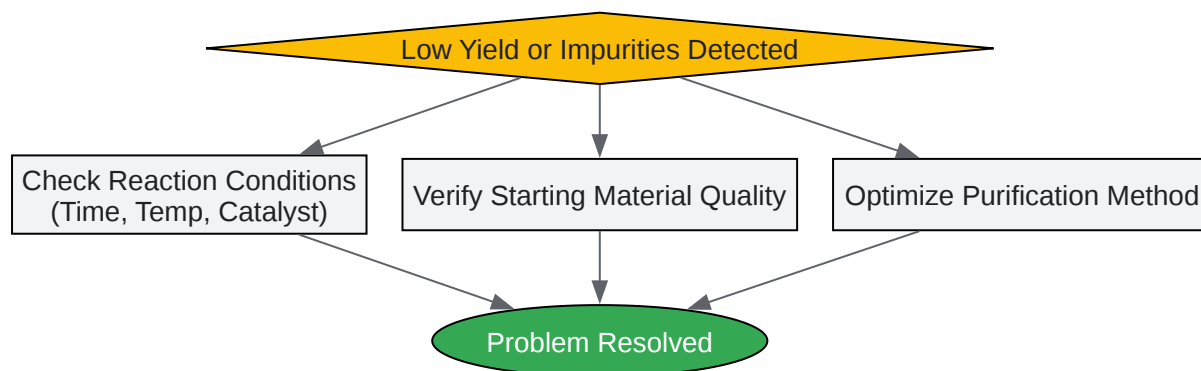 Low Yield or Impurities Detected
Check Reaction Conditions
(Time, Temp, Catalyst)
Verify Starting Material Quality
Optimize Purification Method
Problem Resolved